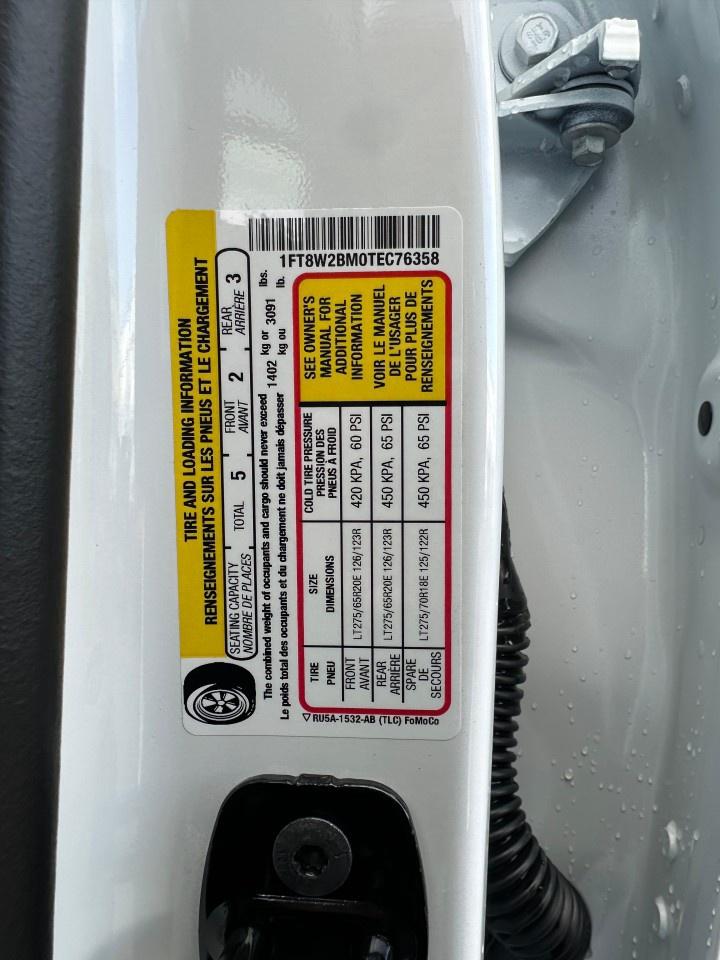 TIRE AND LOADING INFORMATION
RENSEIGNEMENTS SUR LES PNEUS ET LE CHARGEMENT
SEATING CAPACITY
NOMBRE DE PLACES
TOTAL 5
FRONT
AVANT
2
REAR
ARRIÈRE
3
The combined weight of occupants and cargo should never exceed 1402 kg or 3091 lbs.
Le poids total des occupants et du chargement ne doit jamais dépasser kg ou lb.
1FT8W2BM0TEC76358
TIRE
PNEU
SIZE
DIMENSIONS
COLD TIRE PRESSURE
PRESSION DES
PNEUS À FROID
FRONT
AVANT
LT275/65R20E 126/123R
420 KPA, 60 PSI
REAR
ARRIÈRE
LT275/65R20E 126/123R
450 KPA, 65 PSI
SPARE
DE
SECOURS
LT275/70R18E 125/122R
450 KPA, 65 PSI
SEE OWNER'S
MANUAL FOR
ADDITIONAL
INFORMATION
VOIR LE MANUEL
DE L'USAGER
POUR PLUS DE
RENSEIGNEMENTS
RU5A-1532-AB (TLC) FoMoCo